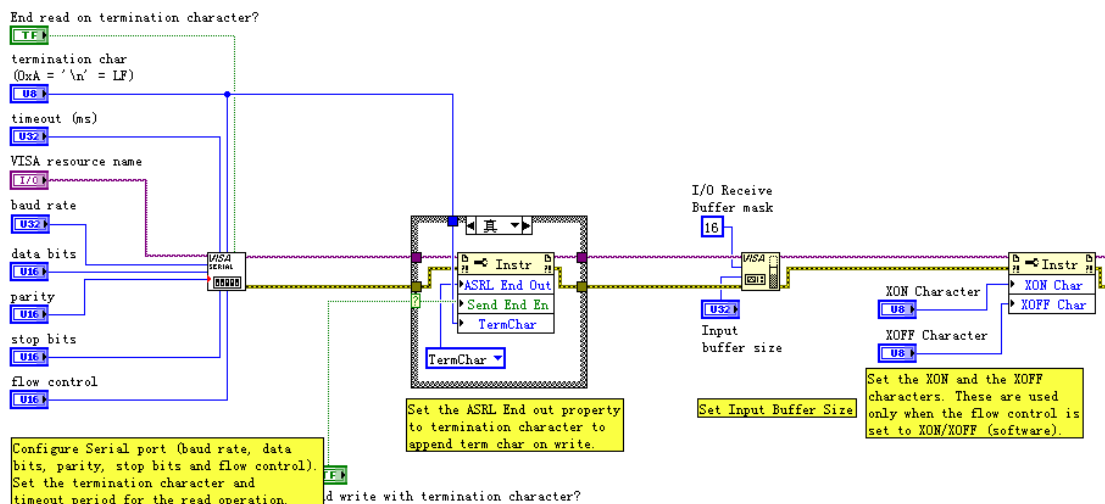 End read on termination character?
TF
termination char
(0xA = '\n' = LF)
U8
timeout (ms)
U32
VISA resource name
I/O
baud rate
U32
data bits
U16
parity
U16
stop bits
U16
flow control
U16
VISA
SERIAL
Configure Serial port (baud rate, data
bits, parity, stop bits and flow control).
Set the termination character and
timeout period for the read operation.
真
?
Instr
ASRL End Out
Send End En
TermChar
TermChar
Set the ASRL End out property
to termination character to
append term char on write.
TF
d write with termination character?
I/O Receive
Buffer mask
16
VISA
U32
Input
buffer size
Set Input Buffer Size
Instr
XON Char
XOFF Char
XON Character
U8
XOFF Character
U8
Set the XON and the XOFF
characters. These are used
only when the flow control is
set to XON/XOFF (software).